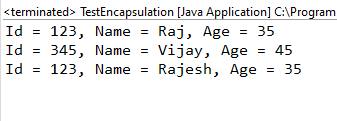 <terminated> TestEncapsulation [Java Application] C:\Program
Id = 123, Name = Raj, Age = 35
Id = 345, Name = Vijay, Age = 45
Id = 123, Name = Rajesh, Age = 35